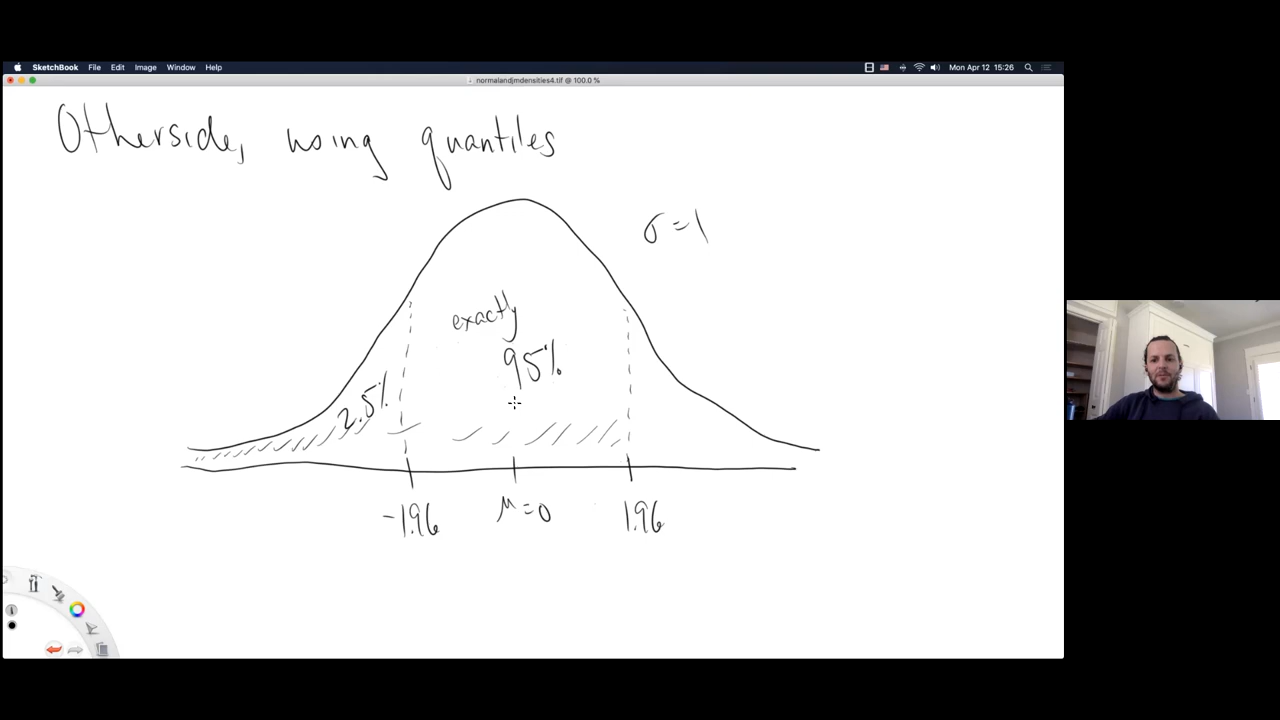 SketchBook File Edit Image Window Help Mon Apr 12 15:26
normalandjmdensities4.tif @ 100.0 %
Otherside, using quantiles
σ=1
exactly
95%
2.5%
-1.96 μ=0 1.96